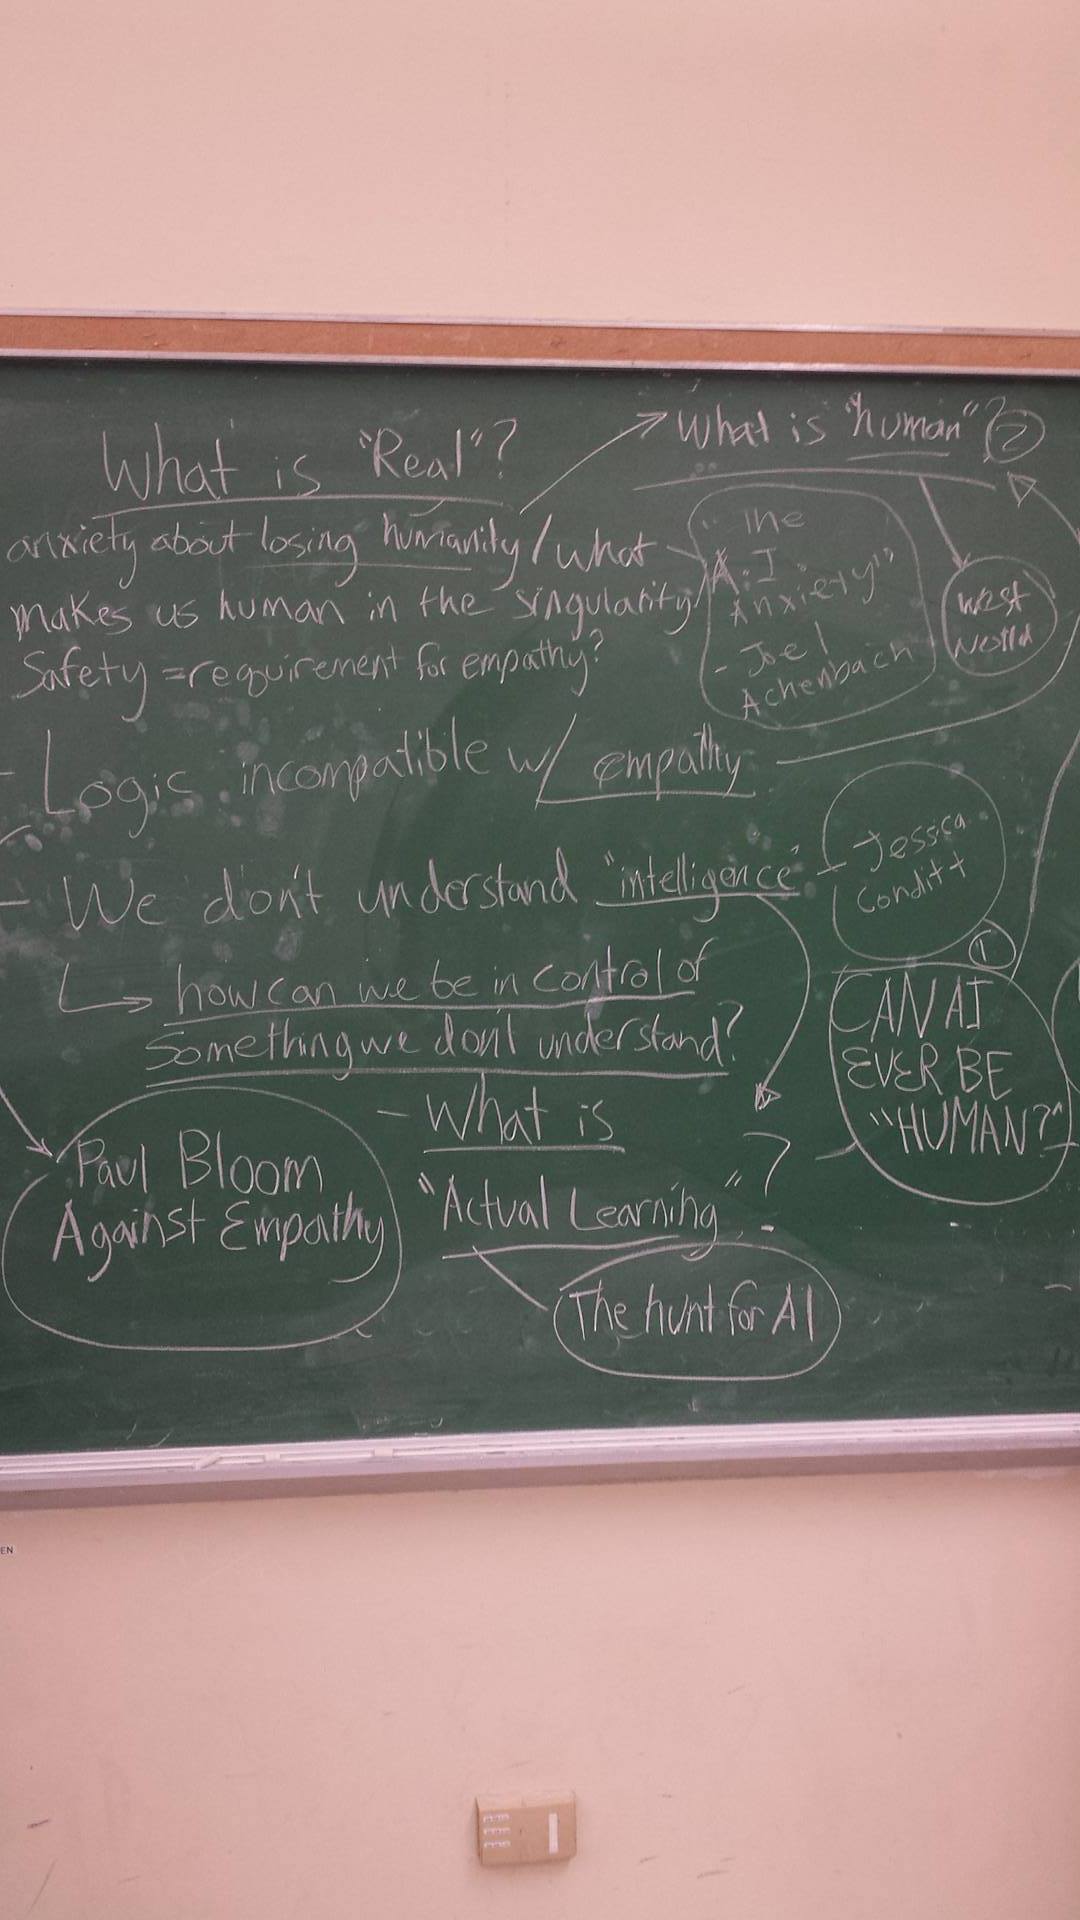 What is "Real"?
What is "human"? 2
anxiety about losing humanity/what
makes us human in the singularity
Safety = requirement for empathy?
"The
A.I
Anxiety"
- Joel
Achenbach
West
World
- Logic incompatible w/ empathy
- We don't understand "intelligence"
Jessica
Conditt
↳ how can we be in control of
something we don't understand?
1
CAN AI
EVER BE
"HUMAN?"
- What is
"Actual Learning"?
Paul Bloom
Against Empathy
The hunt for AI
EN